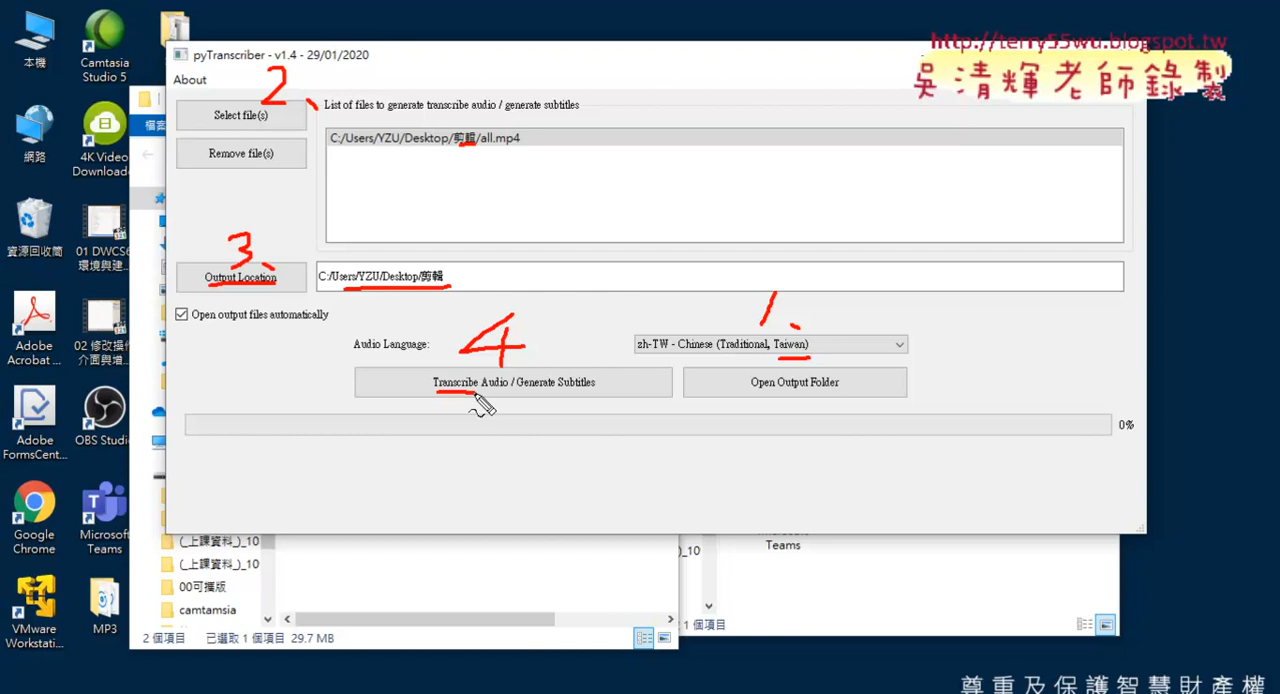 http://terry55wu.blogspot.tw
吳清輝老師錄製
pyTranscriber - v1.4 - 29/01/2020
About
2、
Select file(s)
List of files to generate transcribe audio / generate subtitles
C:/Users/YZU/Desktop/剪輯/all.mp4
Remove file(s)
3、
Output Location
C:/Users/YZU/Desktop/剪輯
Open output files automatically
1、
Audio Language:
zh-TW - Chinese (Traditional, Taiwan)
4
Transcribe Audio / Generate Subtitles
Open Output Folder
0%
本機
Camtasia
Studio 5
檔案
網路
4K Video
Downloade
資源回收筒
01 DWCS6
環境與建...
Adobe
Acrobat ...
02 修改操作
介面與增...
Adobe
FormsCent...
OBS Studi
Google
Chrome
Microsof
Teams
VMware
Workstati...
MP3
(_上課資料_)_10
(_上課資料_)_10
00可攜版
camtamsia
2 個項目
已選取 1 個項目 29.7 MB
_)_10
Teams
1 個項目
尊重及保護智慧財產權